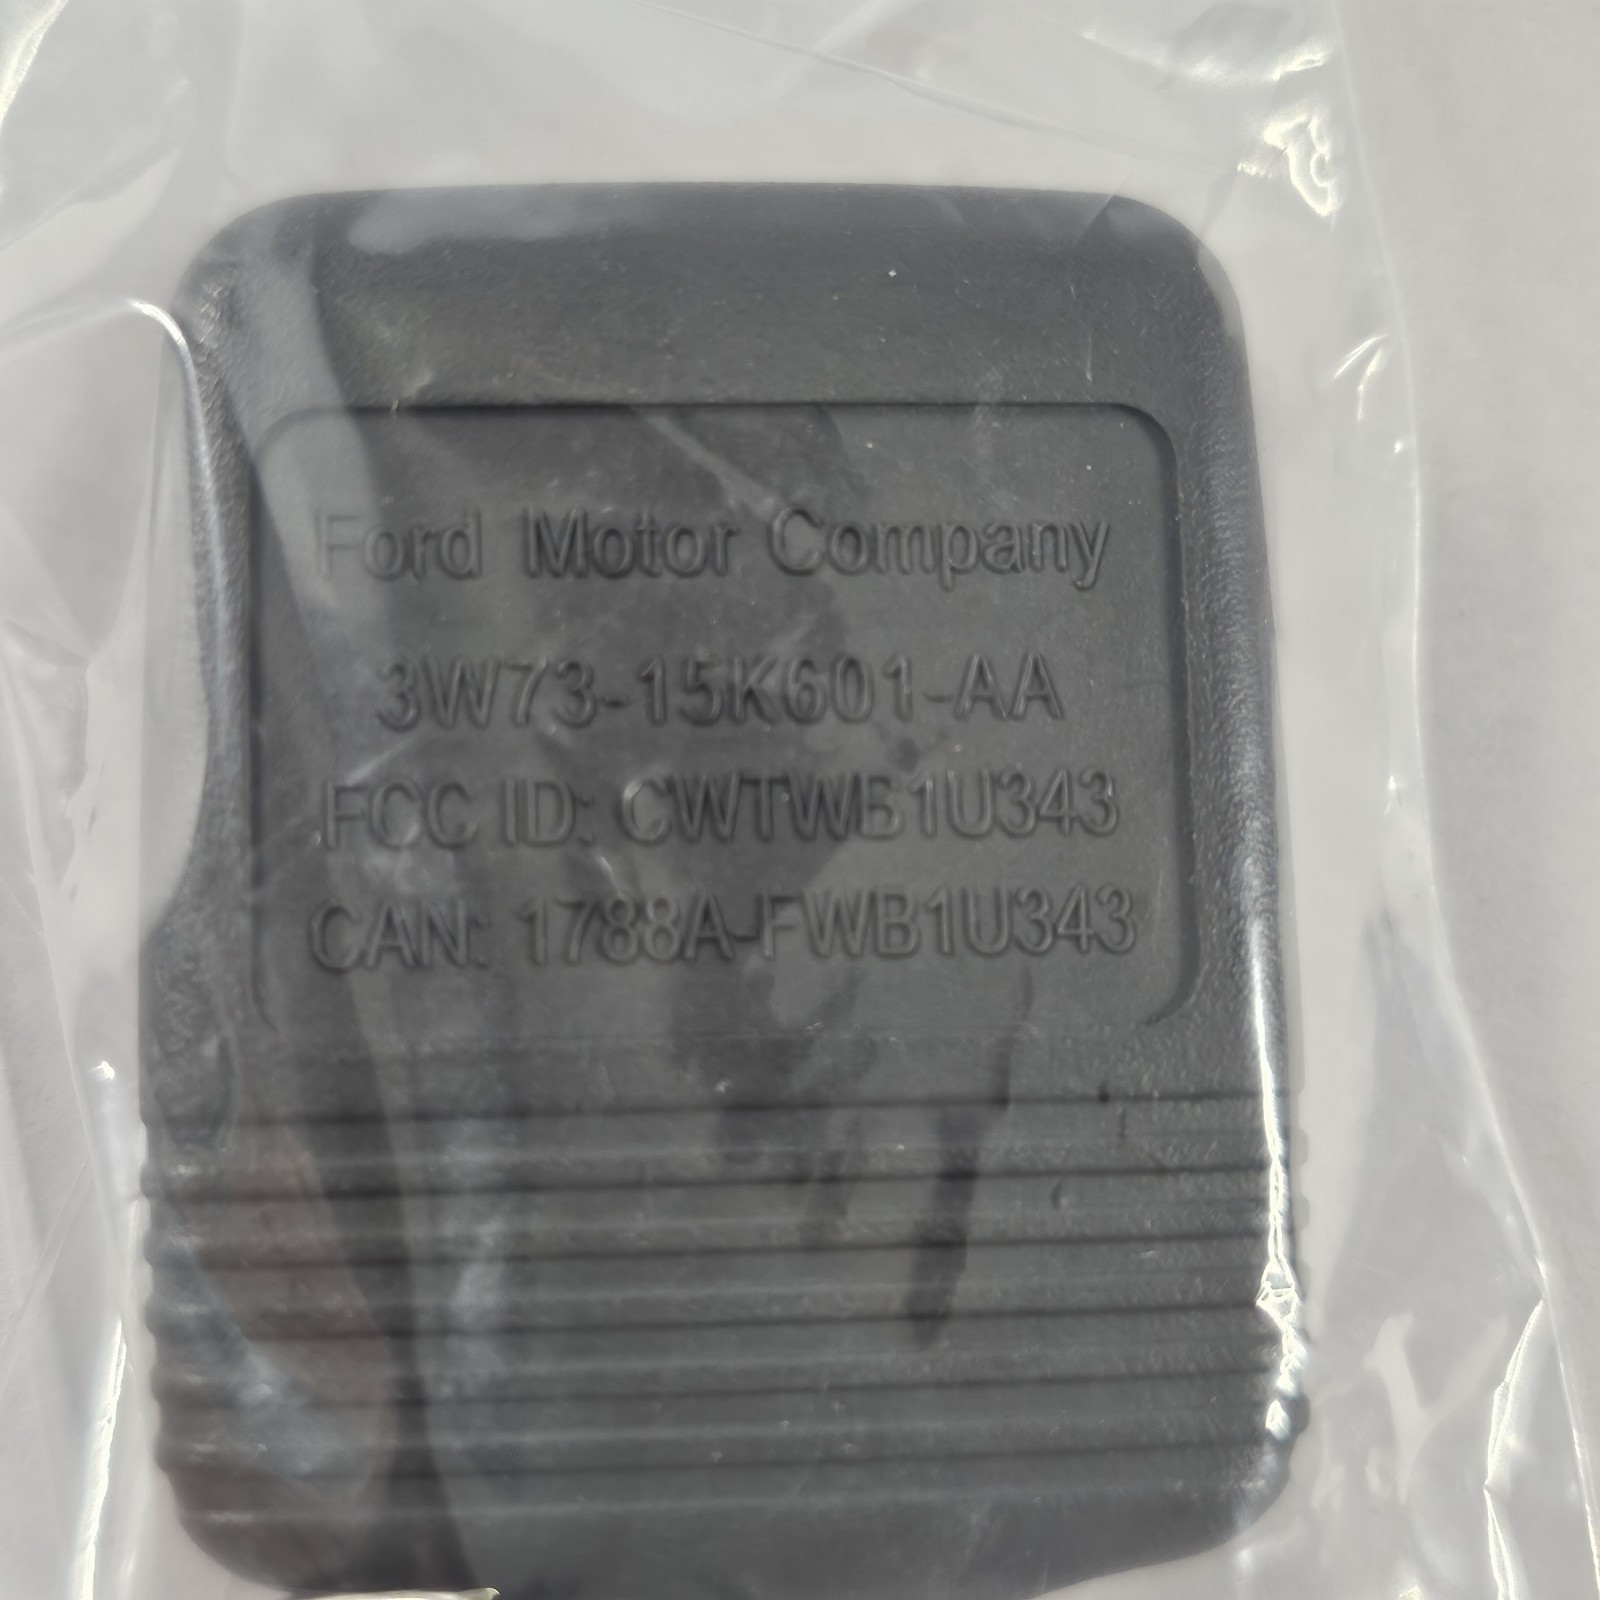 Ford Motor Company
3W73-15K601-AA
FCC ID: CWTWB1U343
CAN: 1788A-FWB1U343